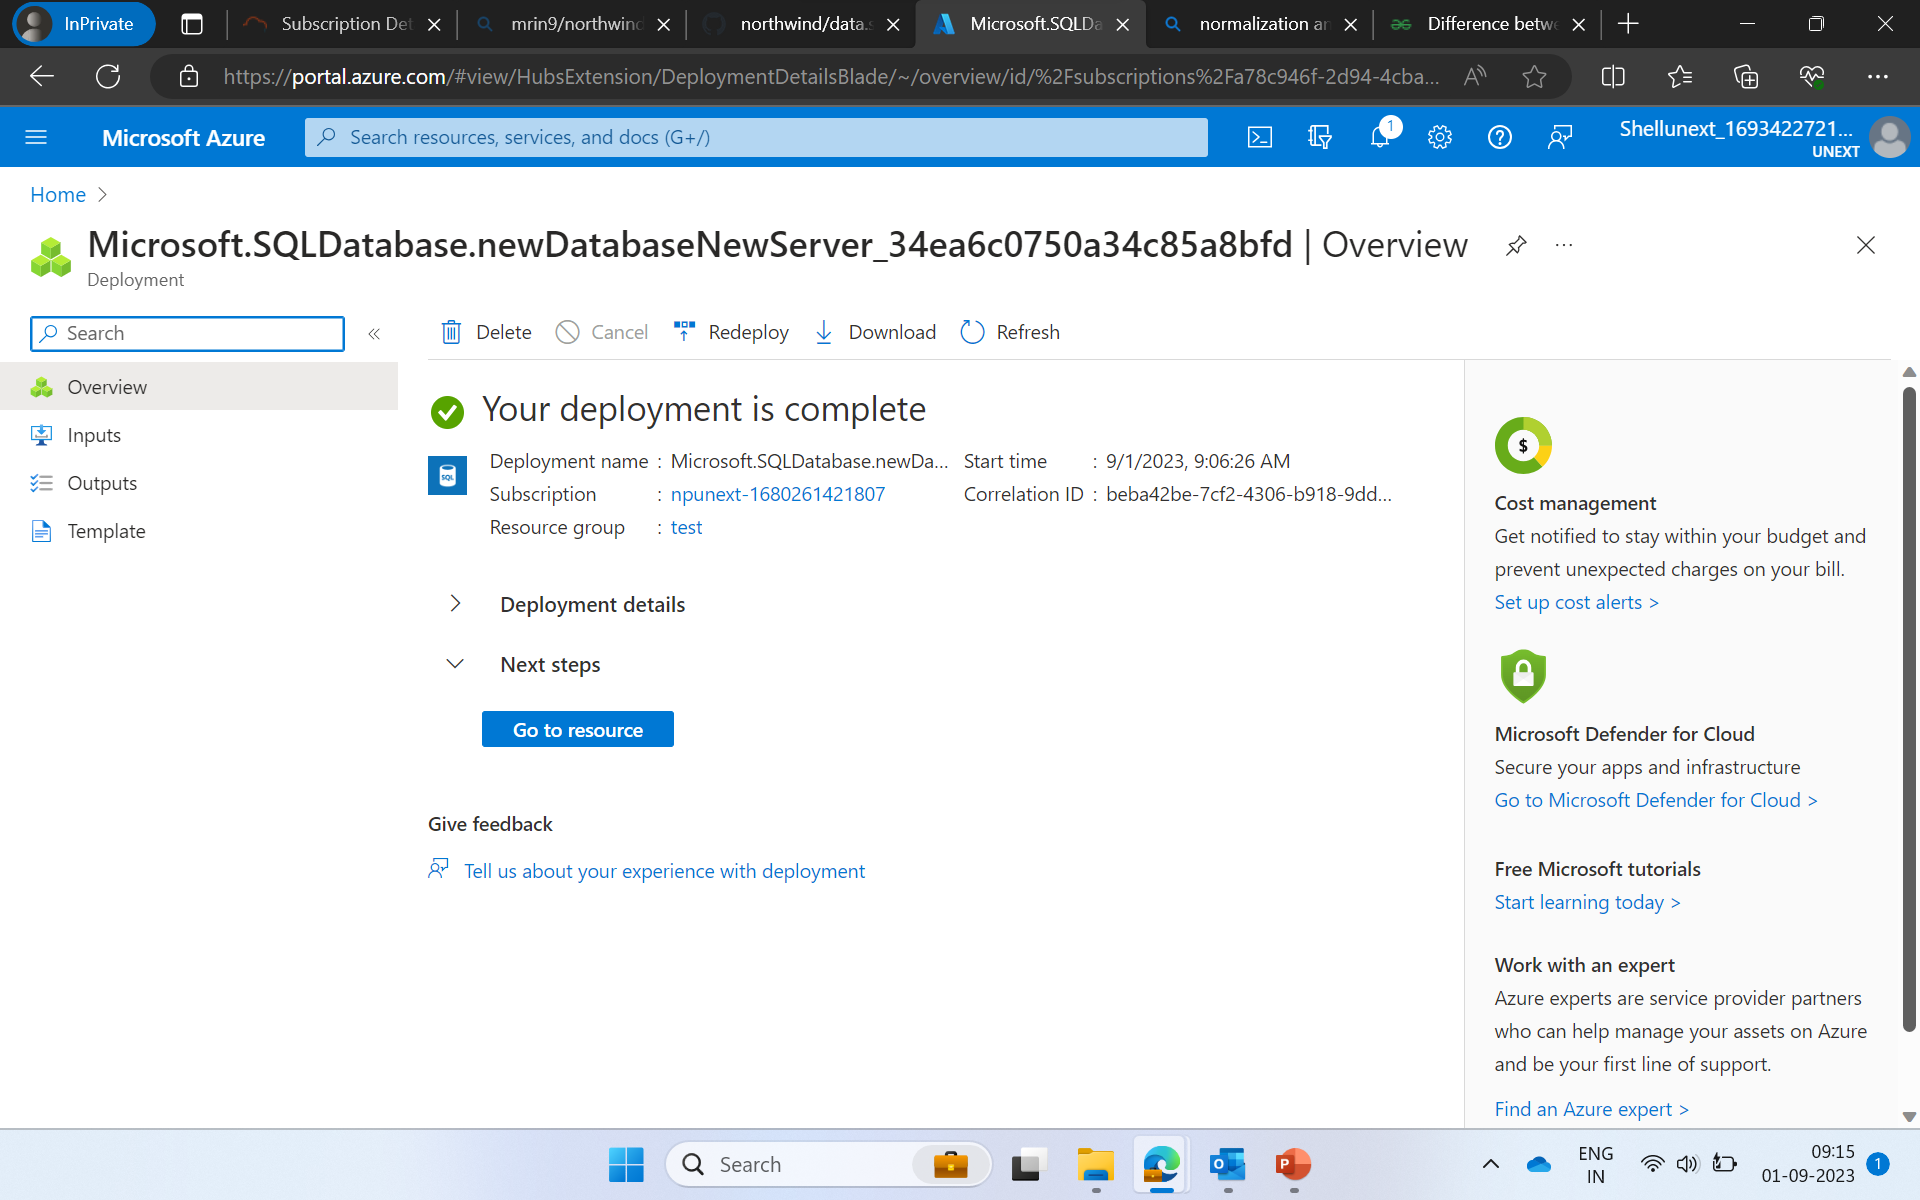 InPrivate
Subscription Det
mrin9/northwind
northwind/data.s
Microsoft.SQLDa
normalization an
Difference betwe
https://portal.azure.com/#view/HubsExtension/DeploymentDetailsBlade/~/overview/id/%2Fsubscriptions%2Fa78c946f-2d94-4cba...
Microsoft Azure
Search resources, services, and docs (G+/)
1
Shellunext_1693422721...
UNEXT
Home
Microsoft.SQLDatabase.newDatabaseNewServer_34ea6c0750a34c85a8bfd | Overview
Deployment
Search
Delete
Cancel
Redeploy
Download
Refresh
Overview
Inputs
Outputs
Template
Your deployment is complete
SQL
Deployment name : Microsoft.SQLDatabase.newDa...
Subscription : npunext-1680261421807
Resource group : test
Start time : 9/1/2023, 9:06:26 AM
Correlation ID : beba42be-7cf2-4306-b918-9dd...
Deployment details
Next steps
Go to resource
Give feedback
Tell us about your experience with deployment
$
Cost management
Get notified to stay within your budget and
prevent unexpected charges on your bill.
Set up cost alerts >
Microsoft Defender for Cloud
Secure your apps and infrastructure
Go to Microsoft Defender for Cloud >
Free Microsoft tutorials
Start learning today >
Work with an expert
Azure experts are service provider partners
who can help manage your assets on Azure
and be your first line of support.
Find an Azure expert >
Search
ENG
IN
09:15
01-09-2023
1